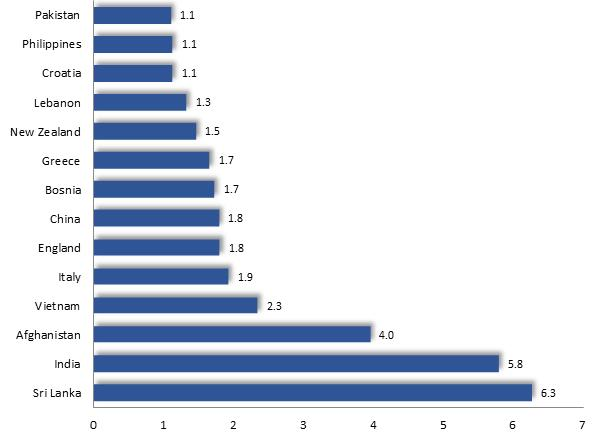 Pakistan 1.1
Philippines 1.1
Croatia 1.1
Lebanon 1.3
New Zealand 1.5
Greece 1.7
Bosnia 1.7
China 1.8
England 1.8
Italy 1.9
Vietnam 2.3
Afghanistan 4.0
India 5.8
Sri Lanka 6.3
0 1 2 3 4 5 6 7